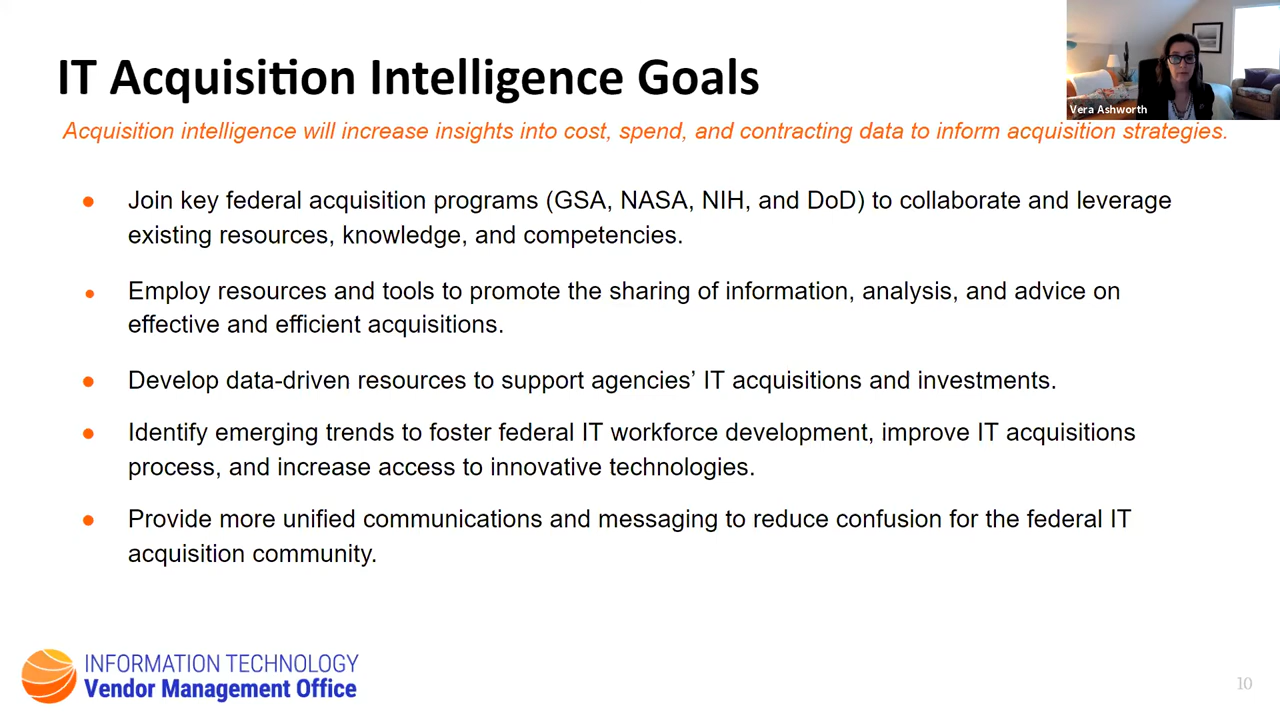 IT Acquisition Intelligence Goals
Vera Ashworth
Acquisition intelligence will increase insights into cost, spend, and contracting data to inform acquisition strategies.
● Join key federal acquisition programs (GSA, NASA, NIH, and DoD) to collaborate and leverage
existing resources, knowledge, and competencies.
● Employ resources and tools to promote the sharing of information, analysis, and advice on
effective and efficient acquisitions.
● Develop data-driven resources to support agencies’ IT acquisitions and investments.
● Identify emerging trends to foster federal IT workforce development, improve IT acquisitions
process, and increase access to innovative technologies.
● Provide more unified communications and messaging to reduce confusion for the federal IT
acquisition community.
INFORMATION TECHNOLOGY
Vendor Management Office
10